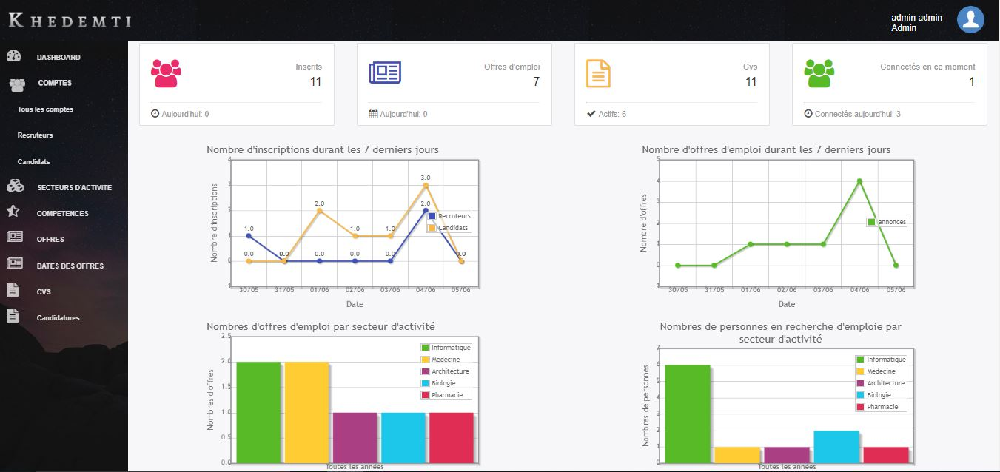 KHEDEMTI
admin admin
Admin
DASHBOARD
COMPTES
Tous les comptes
Recruteurs
Candidats
SECTEURS D'ACTIVITE
COMPETENCES
OFFRES
DATES DES OFFRES
CVS
Candidatures
Inscrits
11
Aujourd'hui: 0
Offres d'emploi
7
Aujourd'hui: 0
Cvs
11
Actifs: 6
Connectés en ce moment
1
Connectés aujourd'hui: 3
Nombre d'inscriptions durant les 7 derniers jours
Nombre d'inscriptions
4
3
2
1
0
-1
1.0
0.0
0.0
0.0
2.0
0.0
1.0
0.0
1.0
0.0
3.0
2.0
0.0
Recruteurs
Candidats
30/05 31/05 01/06 02/06 03/06 04/06 05/06
Date
Nombre d'offres d'emploi durant les 7 derniers jours
Nombre d'offres
5
4
3
2
1
0
-1
annonces
30/05 31/05 01/06 02/06 03/06 04/06 05/06
Date
Nombres d'offres d'emploi par secteur d'activité
Nombres d'offres
2.5
2.0
1.5
1.0
0.5
0.0
Informatique
Medecine
Architecture
Biologie
Pharmacie
Toutes les années
Nombres de personnes en recherche d'emploie par
secteur d'activité
Nombres de personnes
7
6
5
4
3
2
1
Informatique
Medecine
Architecture
Biologie
Pharmacie
Toutes les années